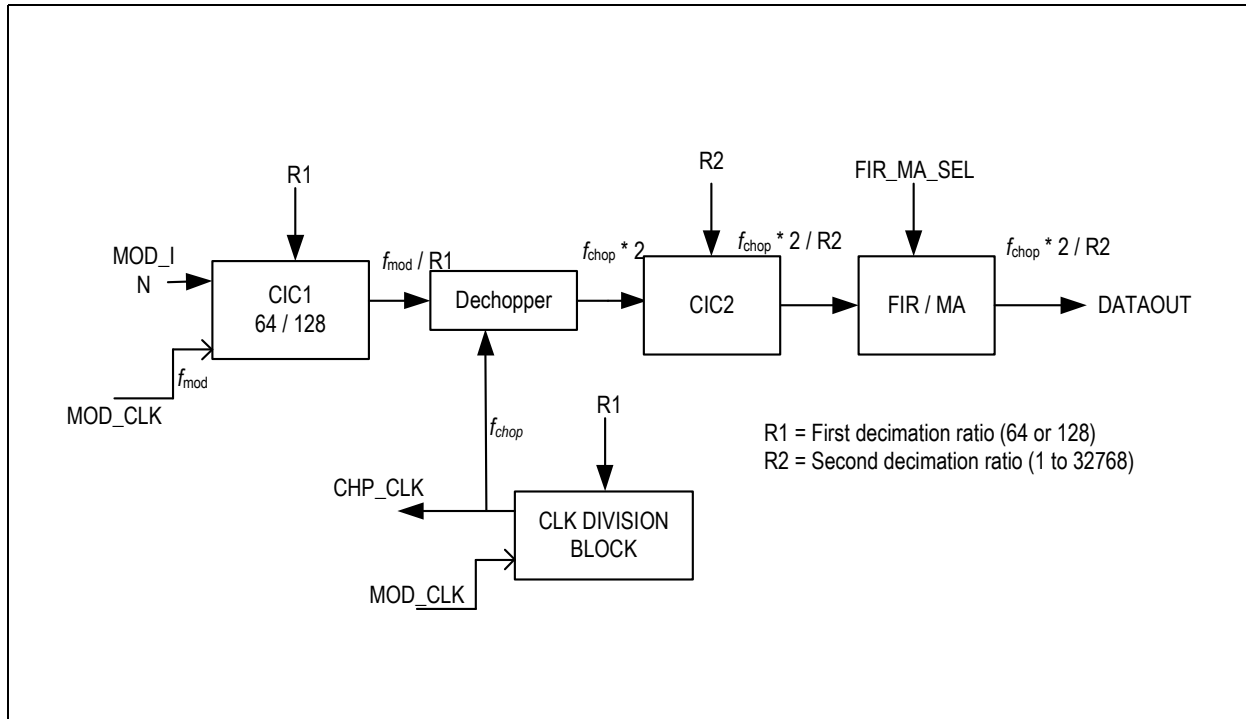 R1
R2
FIR_MA_SEL
MOD_I
N
CIC1
64 / 128
fmod / R1
Dechopper
fchop * 2
CIC2
fchop * 2 / R2
FIR / MA
fchop * 2 / R2
DATAOUT
fmod
MOD_CLK
fchop
R1
R1 = First decimation ratio (64 or 128)
R2 = Second decimation ratio (1 to 32768)
CHP_CLK
CLK DIVISION
BLOCK
MOD_CLK